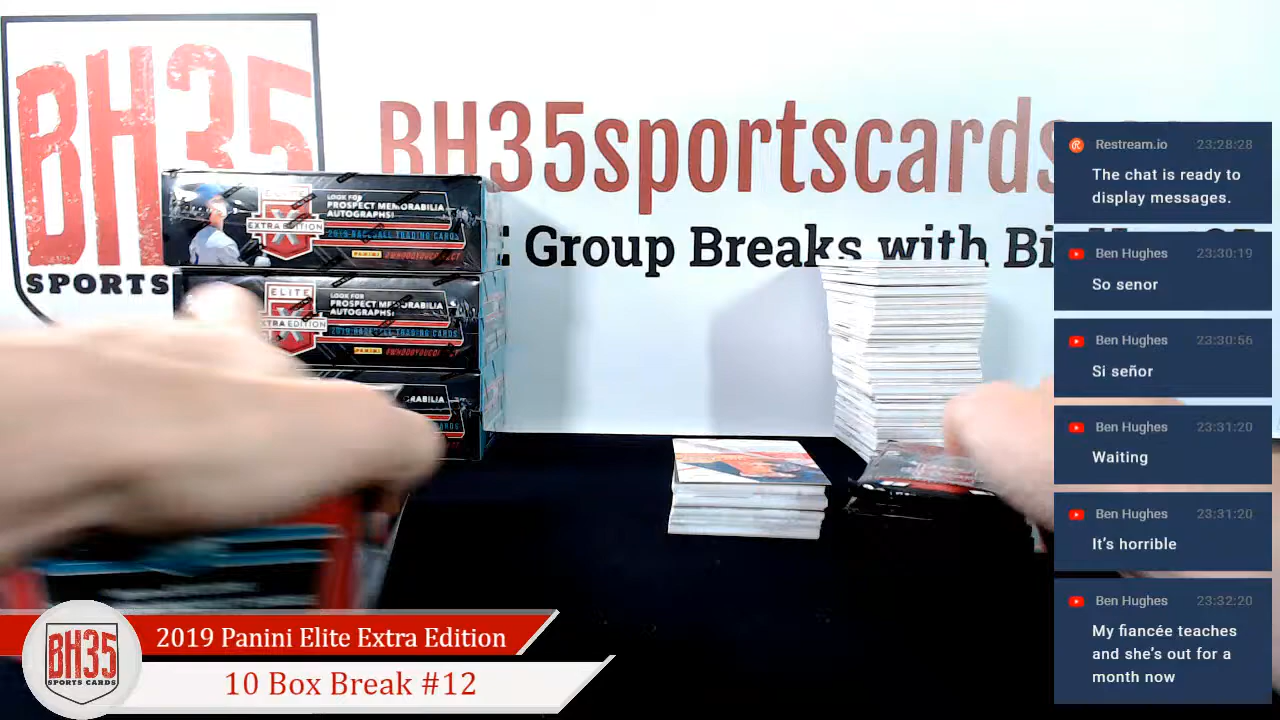 BH35
SPORTS
BH35sportscards
Group Breaks with
LOOK FOR
PROSPECT MEMORABILIA
AUTOGRAPHS!
ELITE
EXTRA EDITION
2019 BASEBALL TRADING CARDS
PANINI #WHODOYOUCOLLECT
ELITE
EXTRA EDITION
LOOK FOR
PROSPECT MEMORABILIA
AUTOGRAPHS!
2019 BASEBALL TRADING CARDS
PANINI
Restream.io 23:28:28
The chat is ready to
display messages.
Ben Hughes 23:30:19
So senor
Ben Hughes 23:30:56
Si señor
Ben Hughes 23:31:20
Waiting
Ben Hughes 23:31:20
It's horrible
Ben Hughes 23:32:20
My fiancée teaches
and she's out for a
month now
BH35
SPORTS CARDS
2019 Panini Elite Extra Edition
10 Box Break #12